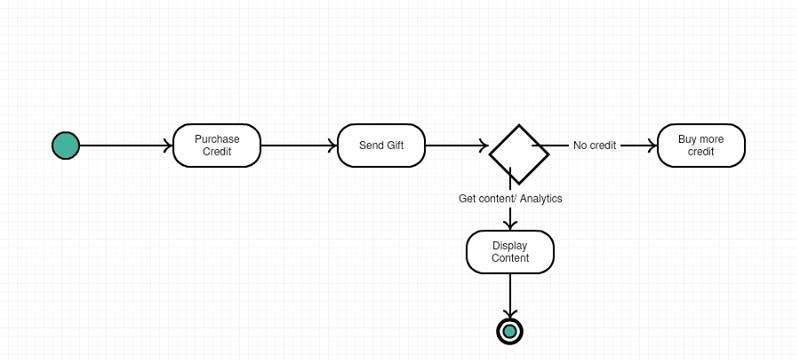 Purchase
Credit
Send Gift
No credit
Buy more
credit
Get content/ Analytics
Display
Content